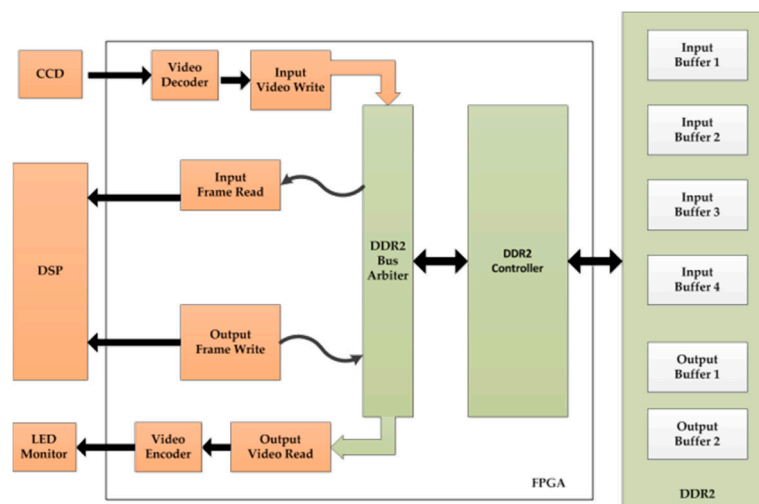 CCD
Video
Decoder
Input
Video Write
Input
Frame Read
DSP
Output
Frame Write
LED
Monitor
Video
Encoder
Output
Video Read
DDR2
Bus
Arbiter
DDR2
Controller
FPGA
Input
Buffer 1
Input
Buffer 2
Input
Buffer 3
Input
Buffer 4
Output
Buffer 1
Output
Buffer 2
DDR2